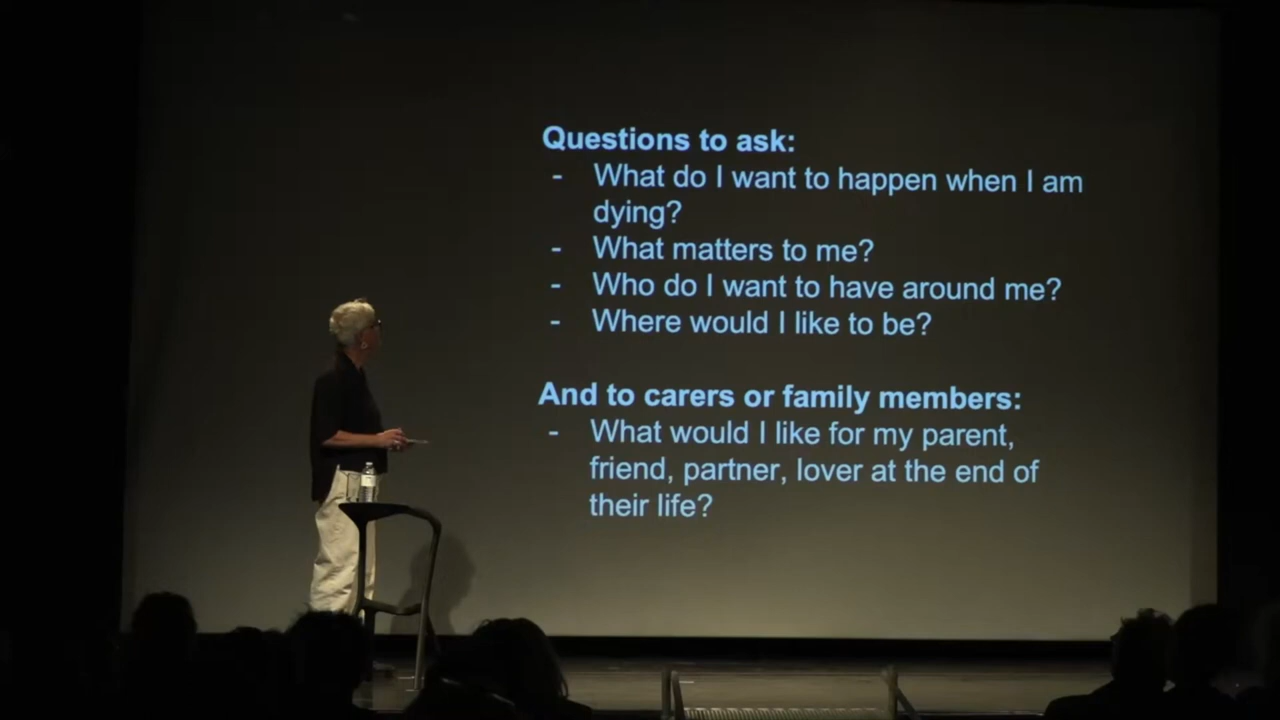 Questions to ask:
- What do I want to happen when I am
dying?
- What matters to me?
- Who do I want to have around me?
- Where would I like to be?
And to carers or family members:
- What would I like for my parent,
friend, partner, lover at the end of
their life?